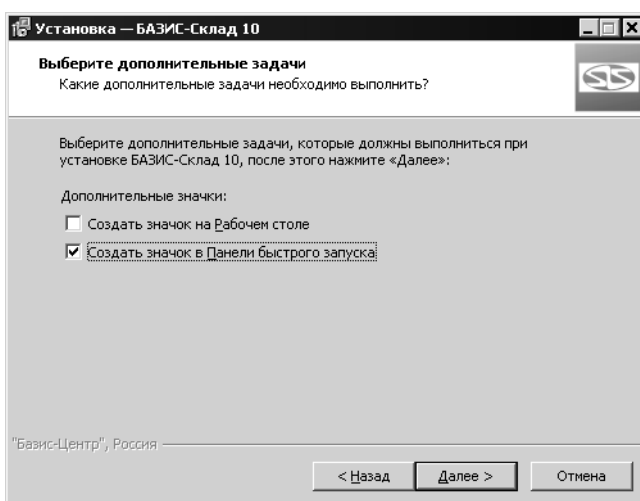 Установка — БАЗИС-Склад 10
Выберите дополнительные задачи
Какие дополнительные задачи необходимо выполнить?
Выберите дополнительные задачи, которые должны выполниться при
установке БАЗИС-Склад 10, после этого нажмите «Далее»:
Дополнительные значки:
Создать значок на Рабочем столе
Создать значок в Панели быстрого запуска
"Базис-Центр", Россия
< Назад Далее > Отмена